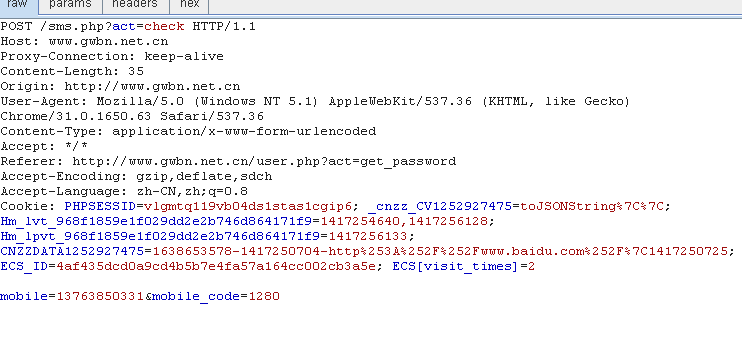 raw params headers hex
POST /sms.php?act=check HTTP/1.1
Host: www.gwbn.net.cn
Proxy-Connection: keep-alive
Content-Length: 35
Origin: http://www.gwbn.net.cn
User-Agent: Mozilla/5.0 (Windows NT 5.1) AppleWebKit/537.36 (KHTML, like Gecko)
Chrome/31.0.1650.63 Safari/537.36
Content-Type: application/x-www-form-urlencoded
Accept: */*
Referer: http://www.gwbn.net.cn/user.php?act=get_password
Accept-Encoding: gzip,deflate,sdch
Accept-Language: zh-CN,zh;q=0.8
Cookie: PHPSESSID=vlgmtq119vb04ds1stas1cgip6; _cnzz_CV1252927475=toJSONString%7C%7C;
Hm_lvt_968f1859e1f029dd2e2b746d864171f9=1417254640,1417256128;
Hm_lpvt_968f1859e1f029dd2e2b746d864171f9=1417256133;
CNZZDATA1252927475=1638653578-1417250704-http%253A%252F%252Fwww.baidu.com%252F%7C1417250725;
ECS_ID=4af435dcd0a9cd4b5b7e4fa57a164cc002cb3a5e; ECS[visit_times]=2
mobile=13763850331&mobile_code=1280